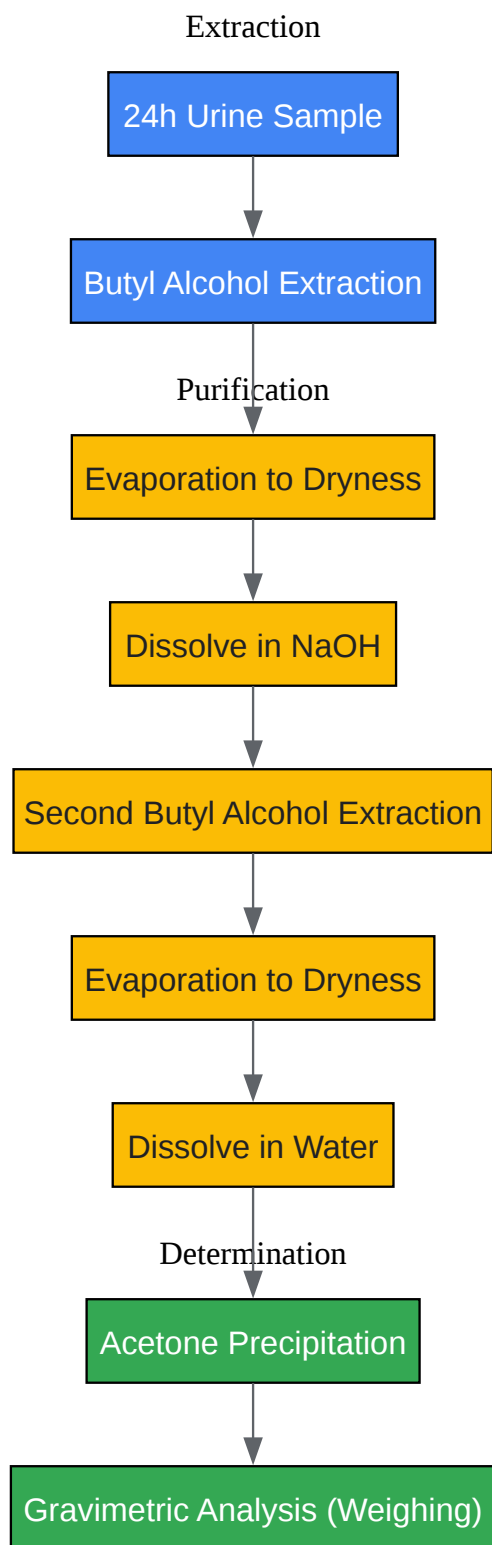 Extraction
24h Urine Sample
Butyl Alcohol Extraction
Purification
Evaporation to Dryness
Dissolve in NaOH
Second Butyl Alcohol Extraction
Evaporation to Dryness
Dissolve in Water
Determination
Acetone Precipitation
Gravimetric Analysis (Weighing)